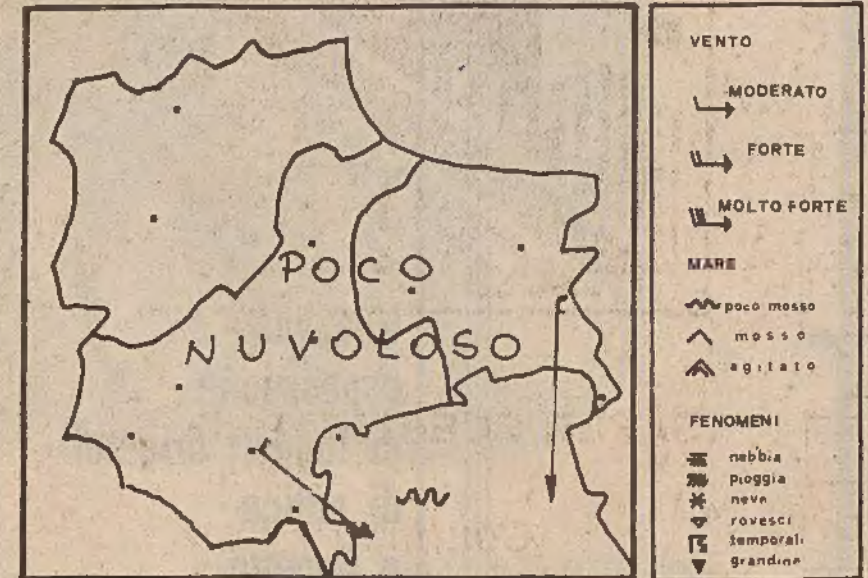 POCO
NUVOLOSO
VENTO
MODERATO
FORTE
MOLTO FORTE
MARE
poco mosso
mosso
agitato
FENOMENI
nebbia
pioggia
neve
rovesci
temporali
grandine